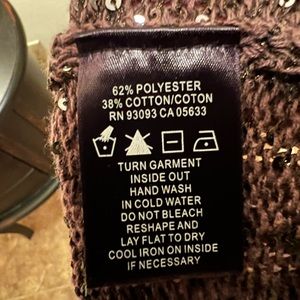 62% POLYESTER
38% COTTON/COTON
RN 93093 CA 05633
TURN GARMENT
INSIDE OUT
HAND WASH
IN COLD WATER
DO NOT BLEACH
RESHAPE AND
LAY FLAT TO DRY
COOL IRON ON INSIDE
IF NECESSARY